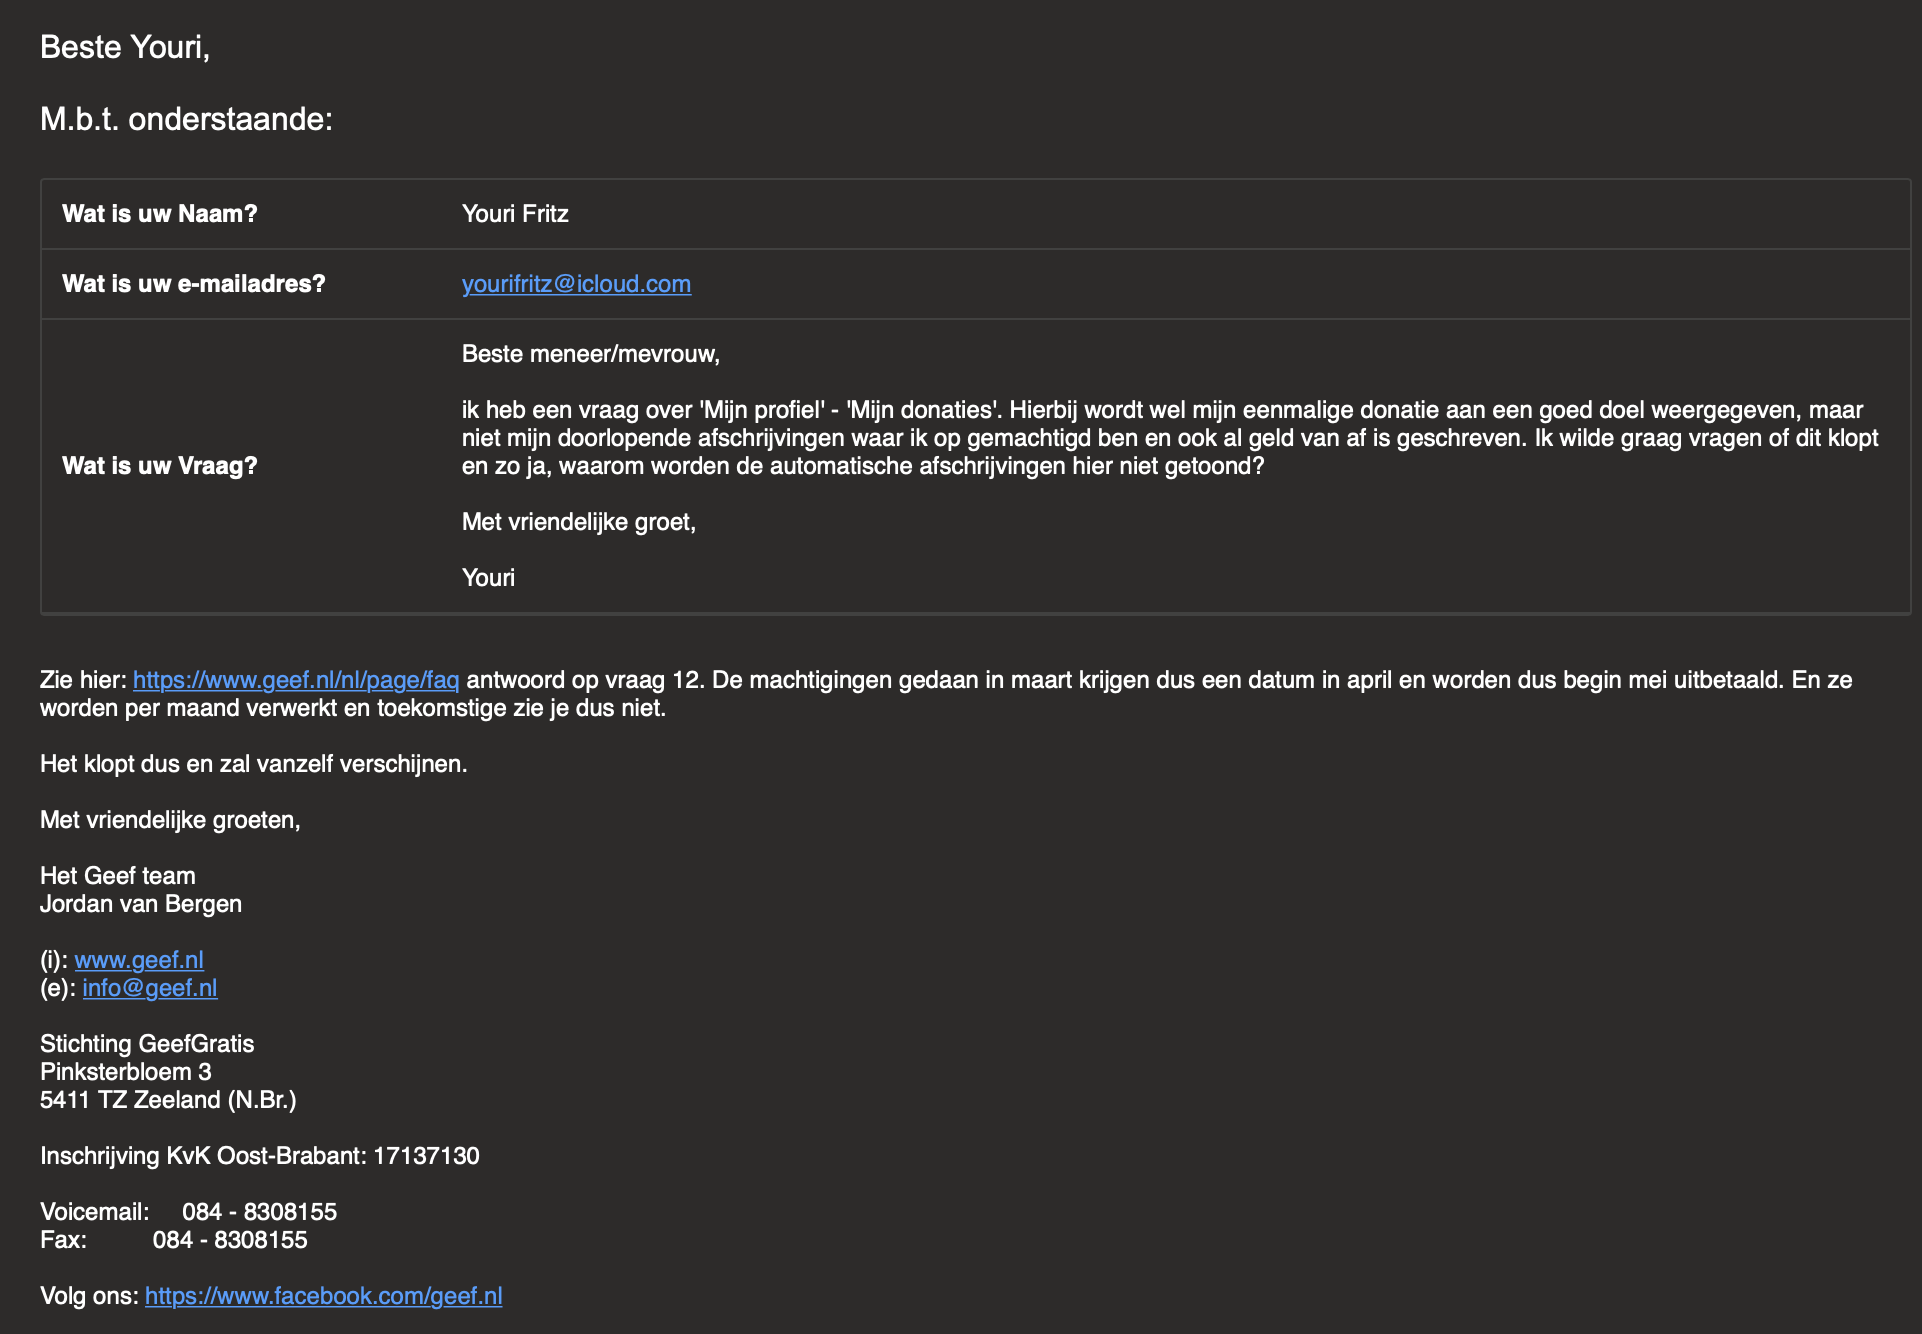 Beste Youri,
M.b.t. onderstaande:
Wat is uw Naam? Youri Fritz
Wat is uw e-mailadres? yourifritz@icloud.com
Wat is uw Vraag?
Beste meneer/mevrouw,
ik heb een vraag over 'Mijn profiel' - 'Mijn donaties'. Hierbij wordt wel mijn eenmalige donatie aan een goed doel weergegeven, maar
niet mijn doorlopende afschrijvingen waar ik op gemachtigd ben en ook al geld van af is geschreven. Ik wilde graag vragen of dit klopt
en zo ja, waarom worden de automatische afschrijvingen hier niet getoond?
Met vriendelijke groet,
Youri
Zie hier: https://www.geef.nl/nl/page/faq antwoord op vraag 12. De machtigingen gedaan in maart krijgen dus een datum in april en worden dus begin mei uitbetaald. En ze
worden per maand verwerkt en toekomstige zie je dus niet.
Het klopt dus en zal vanzelf verschijnen.
Met vriendelijke groeten,
Het Geef team
Jordan van Bergen
(i): www.geef.nl
(e): info@geef.nl
Stichting GeefGratis
Pinksterbloem 3
5411 TZ Zeeland (N.Br.)
Inschrijving KvK Oost-Brabant: 17137130
Voicemail: 084 - 8308155
Fax: 084 - 8308155
Volg ons: https://www.facebook.com/geef.nl